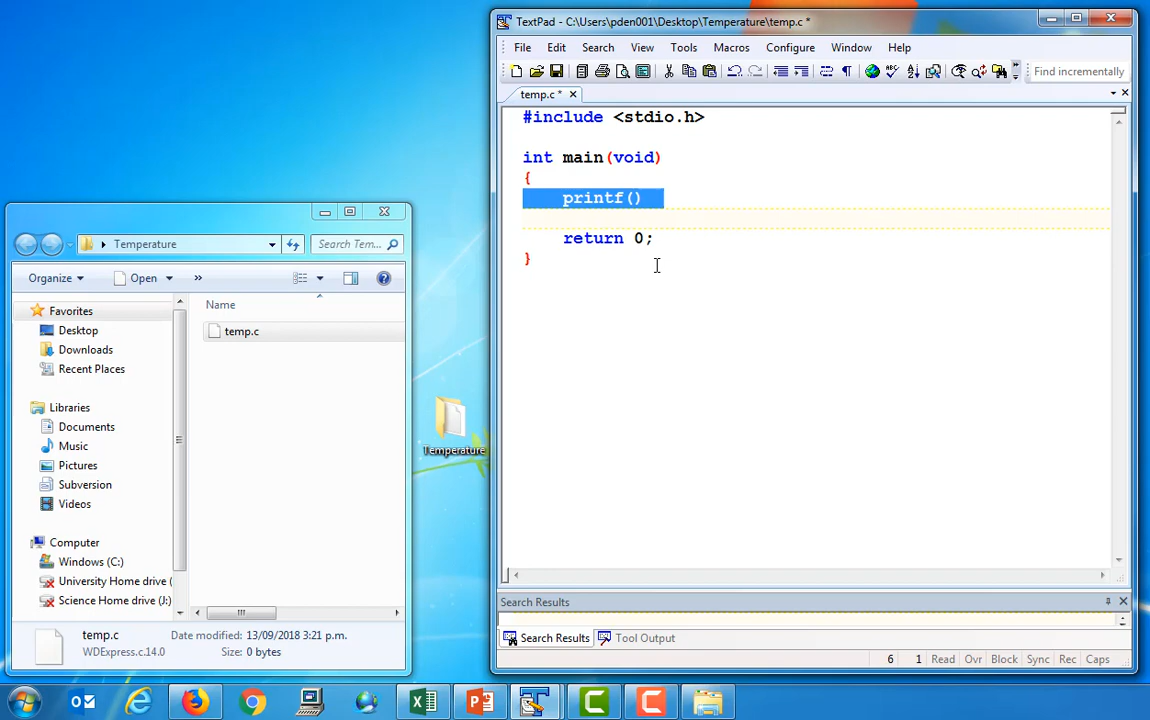 TextPad - C:\Users\pden001\Desktop\Temperature\temp.c *
File Edit Search View Tools Macros Configure Window Help
Find incrementally
temp.c *
#include <stdio.h>
int main(void)
{
printf()
return 0;
}
Temperature
Search Tem...
Organize Open »
Favorites
Desktop
Downloads
Recent Places
Libraries
Documents
Music
Pictures
Subversion
Videos
Computer
Windows (C:)
University Home drive (
Science Home drive (J:)
Name
temp.c
temp.c Date modified: 13/09/2018 3:21 p.m.
WDExpress.c.14.0 Size: 0 bytes
Temperature
Search Results
Search Results Tool Output
6 1 Read Ovr Block Sync Rec Caps